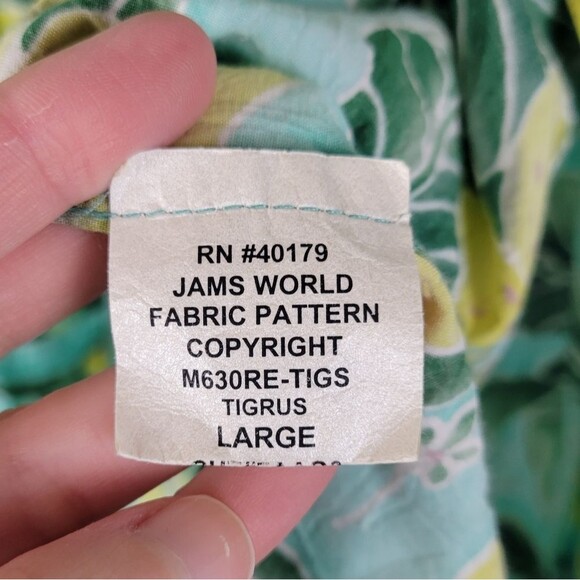 RN #40179
JAMS WORLD
FABRIC PATTERN
COPYRIGHT
M630RE-TIGS
TIGRUS
LARGE